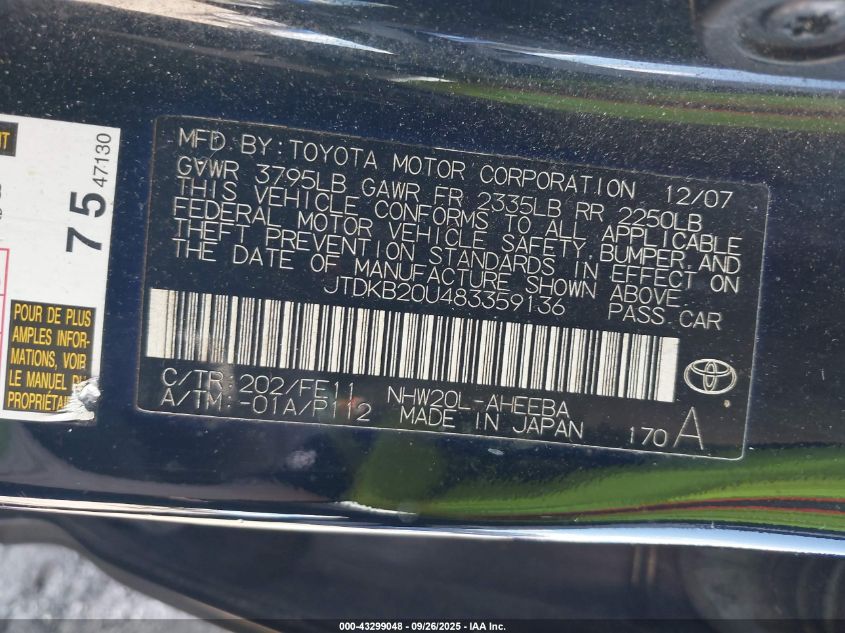 NT
75
47130
POUR DE PLUS
AMPLES INFOR-
MATIONS, VOIR
LE MANUEL DU
PROPRIÉTAIRE
MFD BY: TOYOTA MOTOR CORPORATION 12/07
GVWR 3795LB GAWR FR 2335LB RR 2250LB
THIS VEHICLE CONFORMS TO ALL APPLICABLE
FEDERAL MOTOR VEHICLE SAFETY, BUMPER, AND
THEFT PREVENTION STANDARDS IN EFFECT ON
THE DATE OF MANUFACTURE SHOWN ABOVE.
JTDKB20U483359136 PASS CAR
C/TR: 202/FE11 NHW20L-AHEEBA
A/TM: -01A/P112 MADE IN JAPAN 170 A
000-43299048 - 09/26/2025 - IAA Inc.